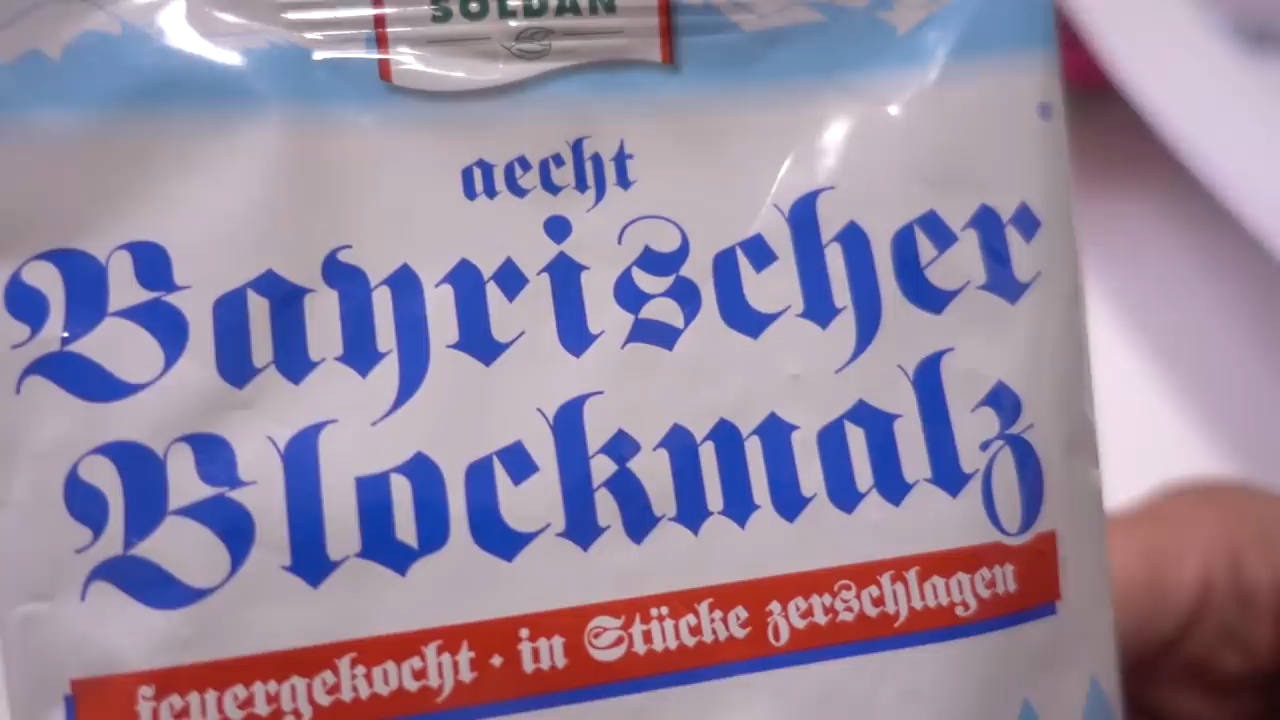 SOLDAN
aecht
Bayrischer
Blockmalz
feuergekocht · in Stücke zerschlagen